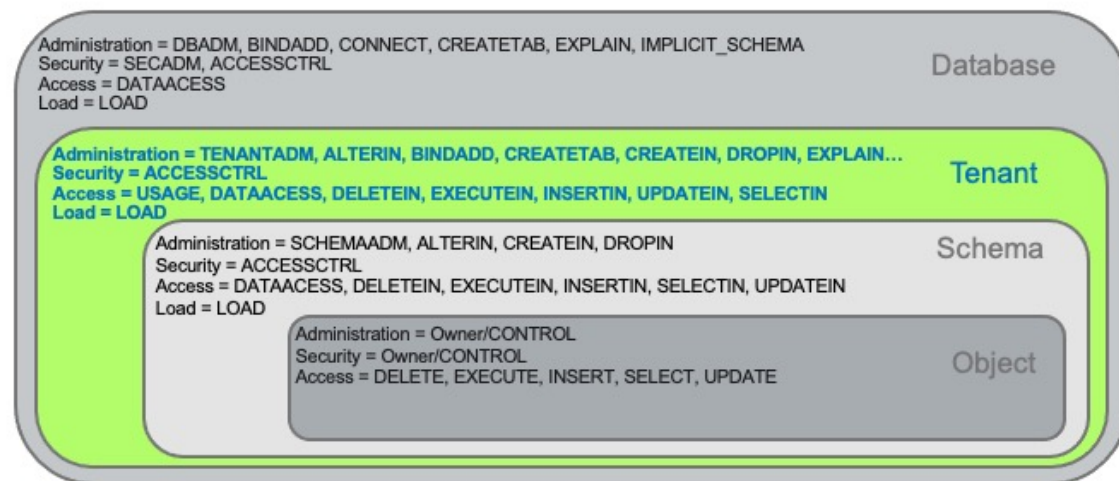 Administration = DBADM, BINDADD, CONNECT, CREATETAB, EXPLAIN, IMPLICIT_SCHEMA
Security = SECADM, ACCESSCTRL
Access = DATAACESS
Load = LOAD
Database
Administration = TENANTADM, ALTERIN, BINDADD, CREATETAB, CREATEIN, DROPIN, EXPLAIN…
Security = ACCESSCTRL
Access = USAGE, DATAACESS, DELETEIN, EXECUTEIN, INSERTIN, UPDATEIN, SELECTIN
Load = LOAD
Tenant
Administration = SCHEMAADM, ALTERIN, CREATEIN, DROPIN
Security = ACCESSCTRL
Access = DATAACESS, DELETEIN, EXECUTEIN, INSERTIN, SELECTIN, UPDATEIN
Load = LOAD
Schema
Administration = Owner/CONTROL
Security = Owner/CONTROL
Access = DELETE, EXECUTE, INSERT, SELECT, UPDATE
Object